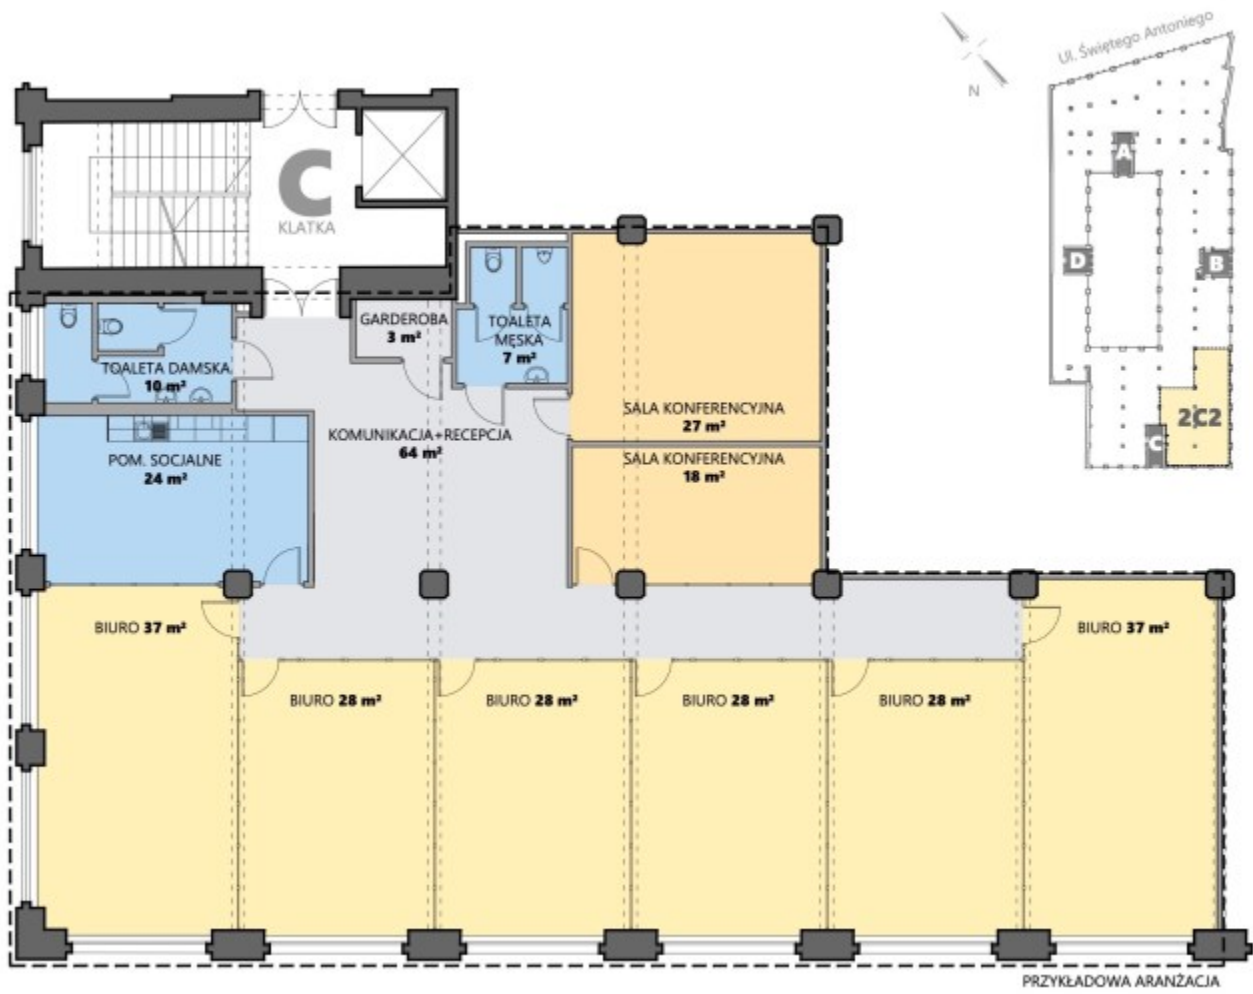 Ul. Świętego Antoniego
N
A
D
B
C
2C2
C
KLATKA
GARDEROBA
3 m²
TOALETA
MĘSKA
7 m²
TOALETA DAMSKA
10 m²
SALA KONFERENCYJNA
27 m²
KOMUNIKACJA+RECEPCJA
64 m²
POM. SOCJALNE
24 m²
SALA KONFERENCYJNA
18 m²
BIURO 37 m²
BIURO 37 m²
BIURO 28 m²
BIURO 28 m²
BIURO 28 m²
BIURO 28 m²
PRZYKŁADOWA ARANŻACJA